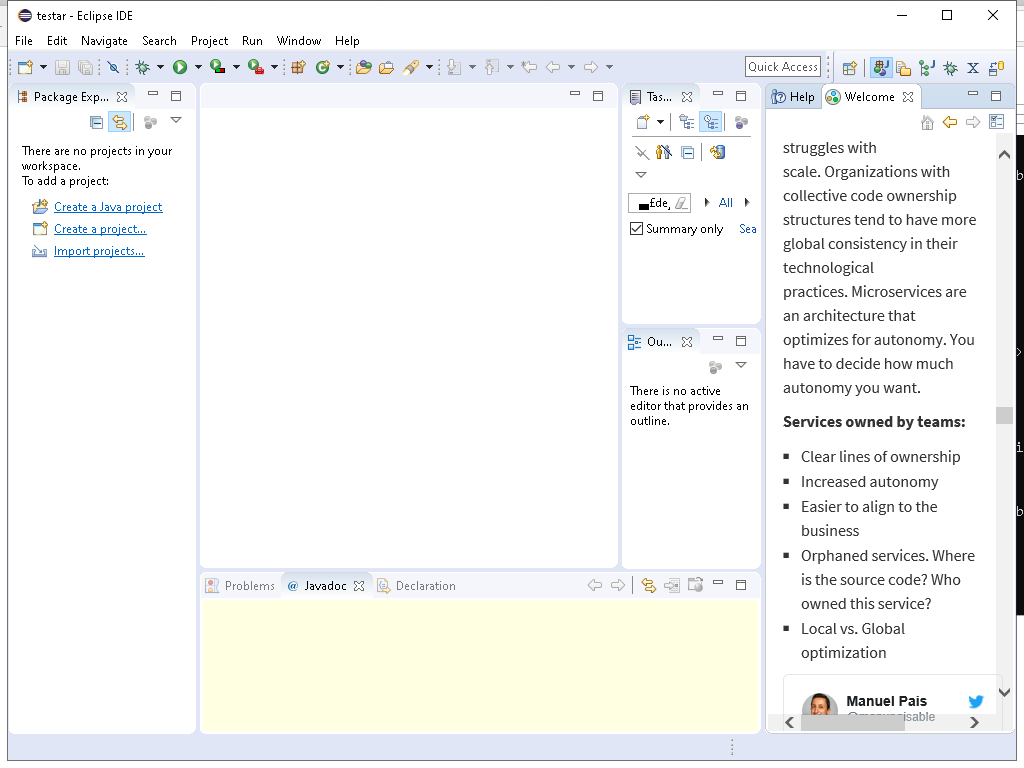 testar - Eclipse IDE
File Edit Navigate Search Project Run Window Help
Quick Access
Package Exp...
There are no projects in your
workspace.
To add a project:
Create a Java project
Create a project...
Import projects...
Tas...
All
Summary only Sea
Ou...
There is no active
editor that provides an
outline.
Problems @ Javadoc Declaration
Help Welcome
struggles with
scale. Organizations with
collective code ownership
structures tend to have more
global consistency in their
technological
practices. Microservices are
an architecture that
optimizes for autonomy. You
have to decide how much
autonomy you want.
Services owned by teams:
▪ Clear lines of ownership
▪ Increased autonomy
▪ Easier to align to the
business
▪ Orphaned services. Where
is the source code? Who
owned this service?
▪ Local vs. Global
optimization
Manuel Pais